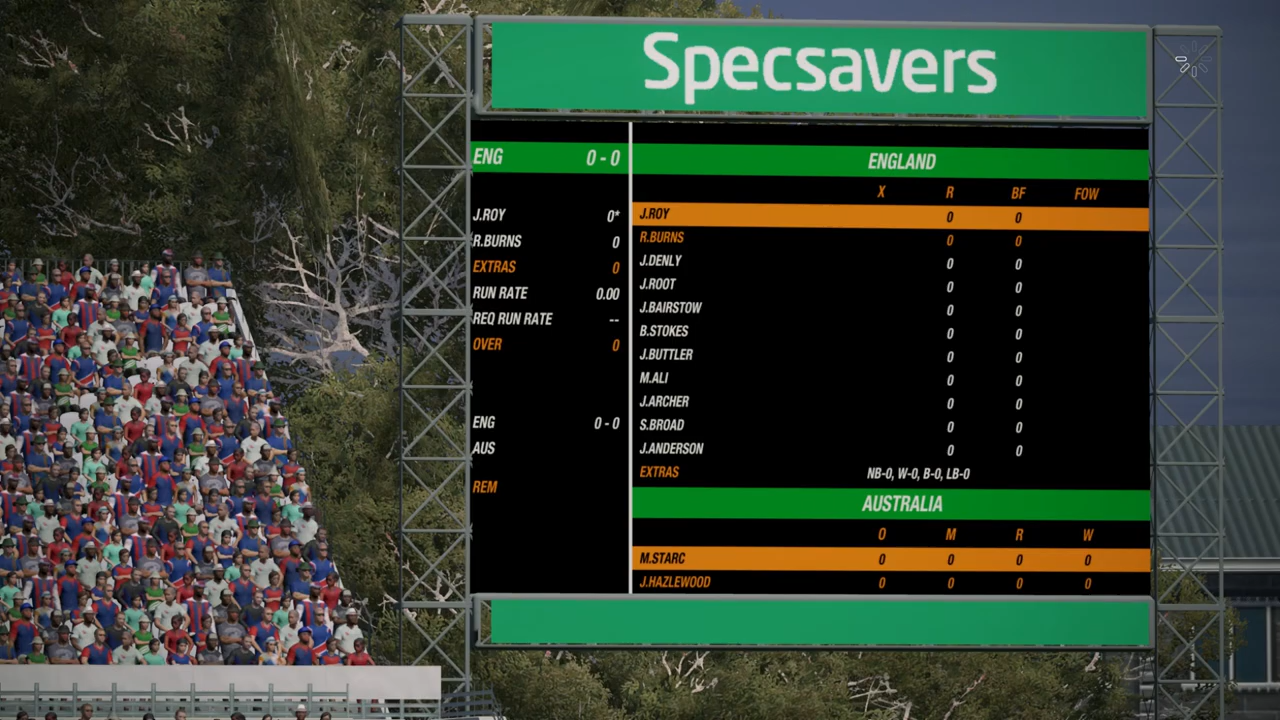 Specsavers
ENG 0 - 0
J.ROY 0*
R.BURNS 0
EXTRAS 0
RUN RATE 0.00
REQ RUN RATE --
OVER 0
ENG 0 - 0
AUS
REM
ENGLAND
X R BF FOW
J.ROY 0 0
R.BURNS 0 0
J.DENLY 0 0
J.ROOT 0 0
J.BAIRSTOW 0 0
B.STOKES 0 0
J.BUTTLER 0 0
M.ALI 0 0
J.ARCHER 0 0
S.BROAD 0 0
J.ANDERSON 0 0
EXTRAS NB-0, W-0, B-0, LB-0
AUSTRALIA
O M R W
M.STARC 0 0 0 0
J.HAZLEWOOD 0 0 0 0